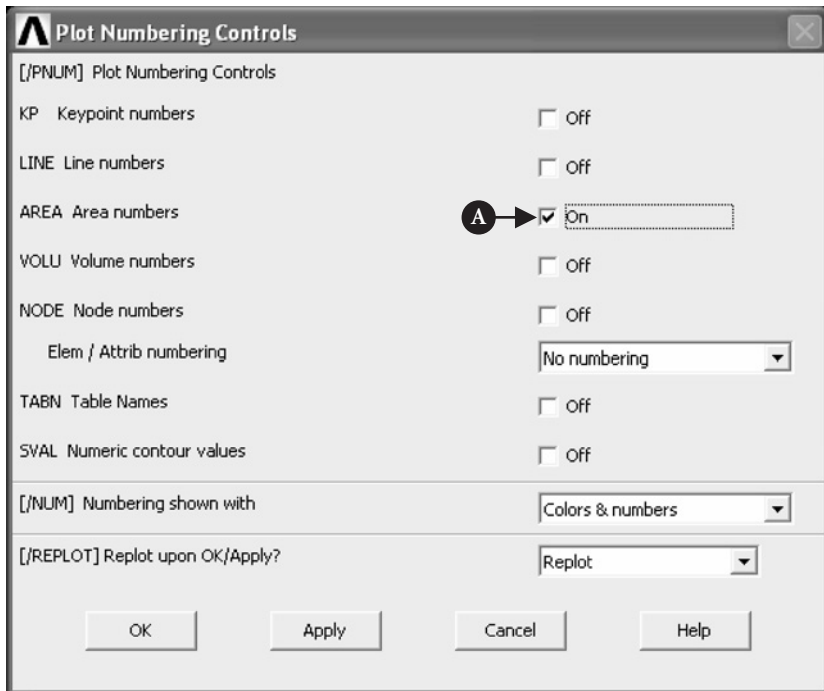 Plot Numbering Controls
[/PNUM] Plot Numbering Controls
KP Keypoint numbers Off
LINE Line numbers Off
AREA Area numbers A On
VOLU Volume numbers Off
NODE Node numbers Off
Elem / Attrib numbering No numbering
TABN Table Names Off
SVAL Numeric contour values Off
[/NUM] Numbering shown with Colors & numbers
[/REPLOT] Replot upon OK/Apply? Replot
OK Apply Cancel Help